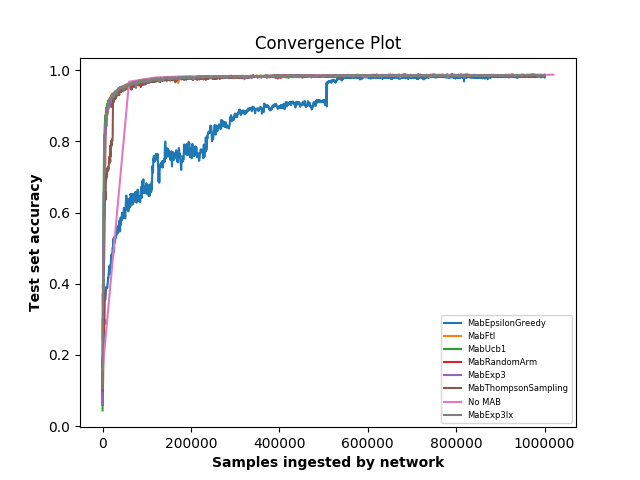 Convergence Plot
1.0
0.8
0.6
0.4
0.2
0.0
Test set accuracy
MabEpsilonGreedy
MabFtl
MabUcb1
MabRandomArm
MabExp3
MabThompsonSampling
No MAB
MabExp3Ix
0 200000 400000 600000 800000 1000000
Samples ingested by network